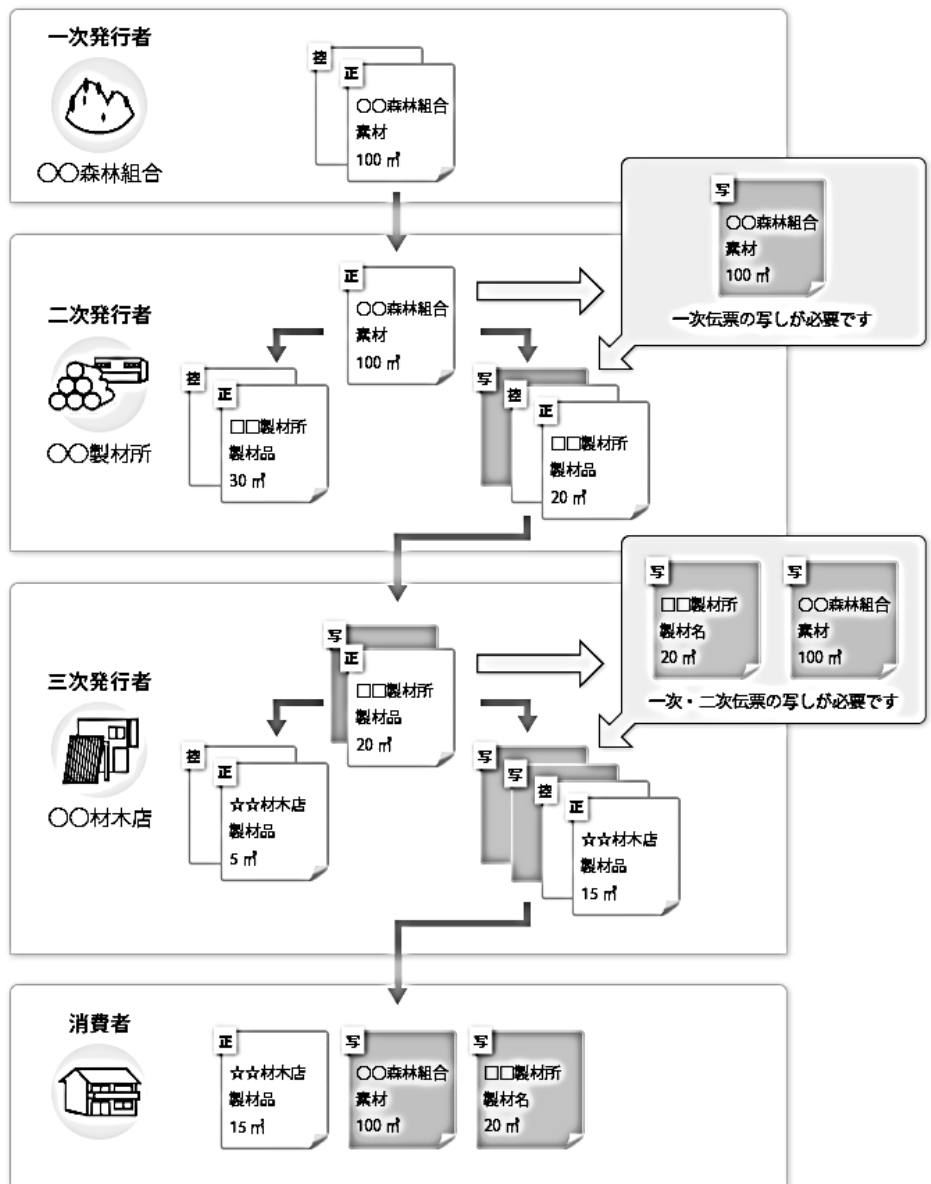 一次発行者
〇〇森林組合
控
正
〇〇森林組合
素材
100 ㎥
写
〇〇森林組合
素材
100 ㎥
一次伝票の写しが必要です
二次発行者
〇〇製材所
正
〇〇森林組合
素材
100 ㎥
控
正
□□製材所
製材品
30 ㎥
写
控
正
□□製材所
製材品
20 ㎥
写
□□製材所
製材名
20 ㎥
写
〇〇森林組合
素材
100 ㎥
一次・二次伝票の写しが必要です
三次発行者
〇〇材木店
写
正
□□製材所
製材品
20 ㎥
控
正
☆☆材木店
製材品
5 ㎥
写
写
控
正
☆☆材木店
製材品
15 ㎥
消費者
正
☆☆材木店
製材品
15 ㎥
写
〇〇森林組合
素材
100 ㎥
写
□□製材所
製材名
20 ㎥